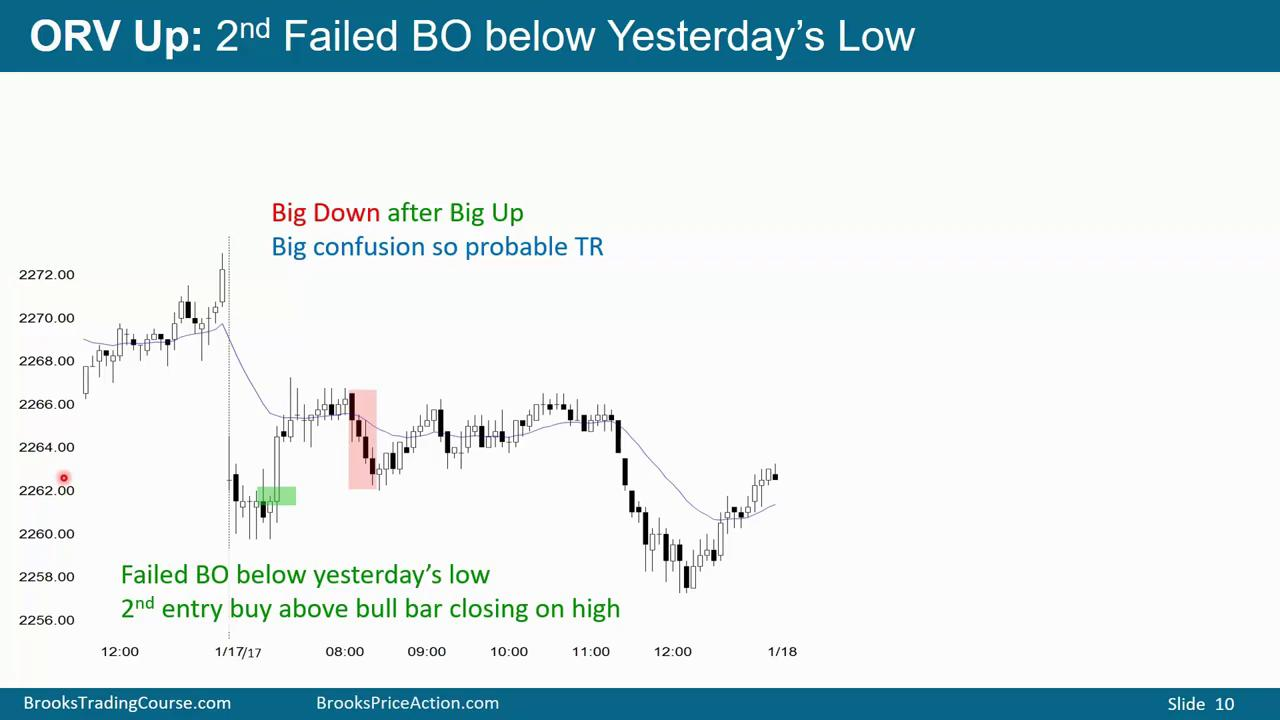 ORV Up: 2nd Failed BO below Yesterday's Low
Big Down after Big Up
Big confusion so probable TR
2272.00
2270.00
2268.00
2266.00
2264.00
2262.00
2260.00
2258.00
2256.00
Failed BO below yesterday's low
2nd entry buy above bull bar closing on high
12:00 1/17/17 08:00 09:00 10:00 11:00 12:00 1/18
BrooksTradingCourse.com BrooksPriceAction.com Slide 10